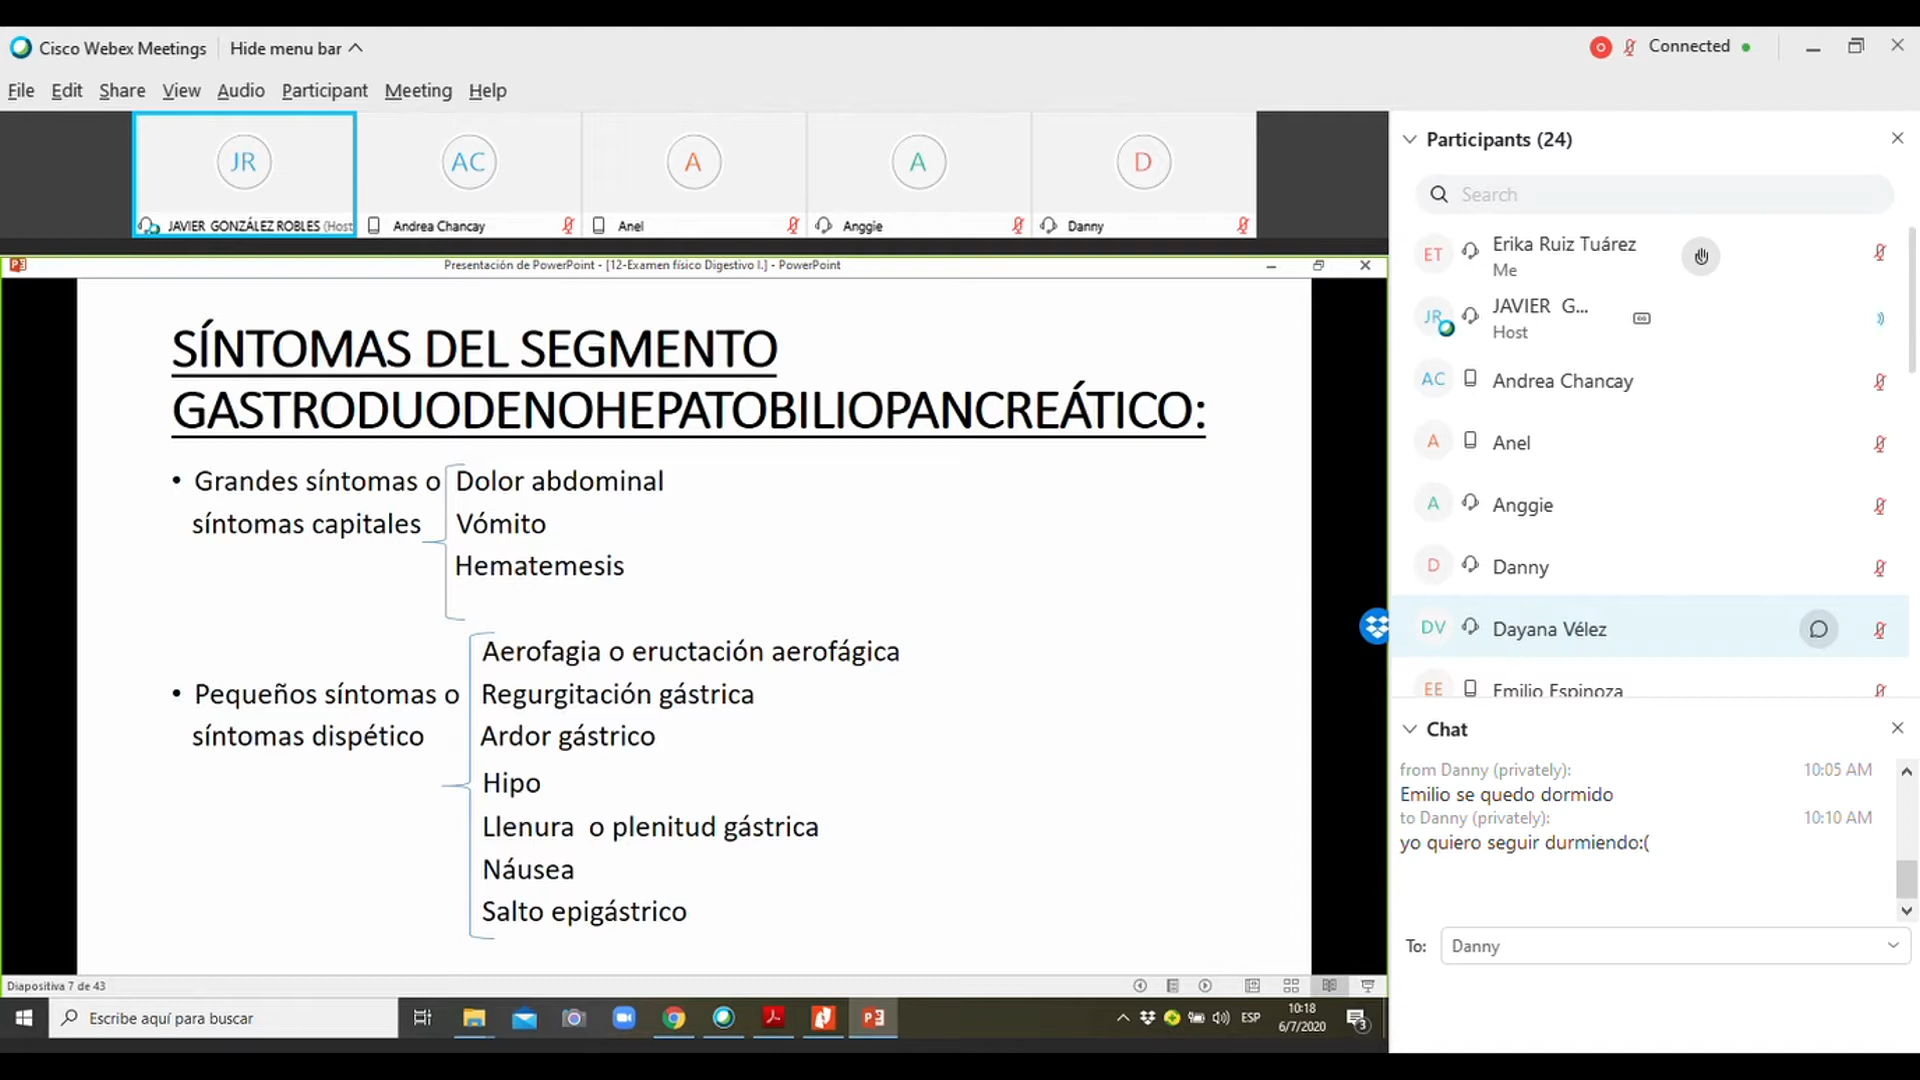 Cisco Webex Meetings
Hide menu bar
Connected
File Edit Share View Audio Participant Meeting Help
JR
AC
A
A
D
JAVIER GONZÁLEZ ROBLES (Host
Andrea Chancay
Anel
Anggie
Danny
Presentación de PowerPoint - [12-Examen físico Digestivo I.] - PowerPoint
SÍNTOMAS DEL SEGMENTO
GASTRODUODENOHEPATOBILIOPANCREÁTICO:
• Grandes síntomas o
síntomas capitales
Dolor abdominal
Vómito
Hematemesis
• Pequeños síntomas o
síntomas dispético
Aerofagia o eructación aerofágica
Regurgitación gástrica
Ardor gástrico
Hipo
Llenura o plenitud gástrica
Náusea
Salto epigástrico
Diapositiva 7 de 43
Escribe aquí para buscar
ESP
10:18
6/7/2020
3
Participants (24)
Search
ET
Erika Ruiz Tuárez
Me
JR
JAVIER G...
Host
AC
Andrea Chancay
A
Anel
A
Anggie
D
Danny
DV
Dayana Vélez
EE
Emilio Espinoza
Chat
from Danny (privately): 10:05 AM
Emilio se quedo dormido
to Danny (privately): 10:10 AM
yo quiero seguir durmiendo:(
To: Danny